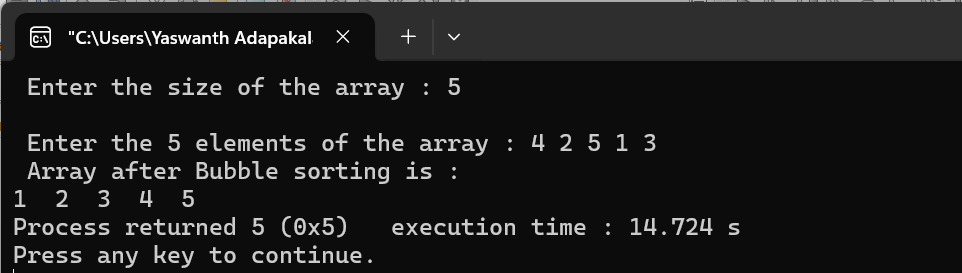 "C:\Users\Yaswanth Adapakal
Enter the size of the array : 5
Enter the 5 elements of the array : 4 2 5 1 3
Array after Bubble sorting is :
1  2  3  4  5
Process returned 5 (0x5)   execution time : 14.724 s
Press any key to continue.